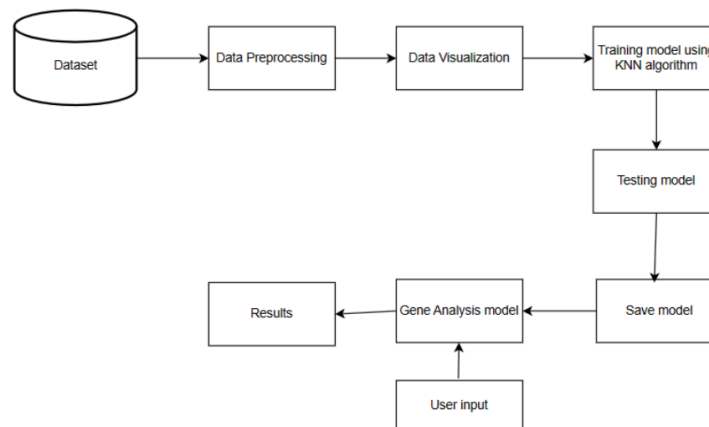 Dataset
Data Preprocessing
Data Visualization
Training model using
KNN algorithm
Testing model
Save model
Gene Analysis model
Results
User input